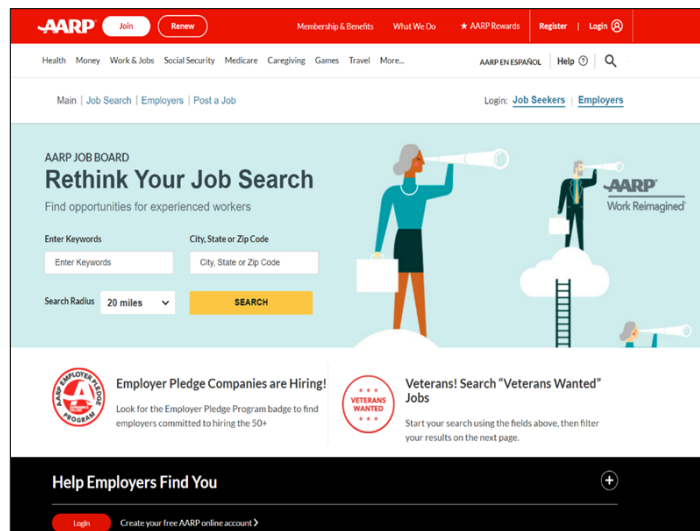 AARP Join Renew Membership & Benefits What We Do ★ AARP Rewards Register | Login
Health Money Work & Jobs Social Security Medicare Caregiving Games Travel More... AARP EN ESPAÑOL Help ?
Main | Job Search | Employers | Post a Job Login: Job Seekers | Employers
AARP JOB BOARD
Rethink Your Job Search
Find opportunities for experienced workers
AARP
Work Reimagined
Enter Keywords City, State or Zip Code
Enter Keywords City, State or Zip Code
Search Radius 20 miles SEARCH
AARP EMPLOYER PLEDGE PROGRAM
Employer Pledge Companies are Hiring!
Look for the Employer Pledge Program badge to find
employers committed to hiring the 50+
VETERANS
WANTED
Veterans! Search “Veterans Wanted”
Jobs
Start your search using the fields above, then filter
your results on the next page.
Help Employers Find You
Login Create your free AARP online account